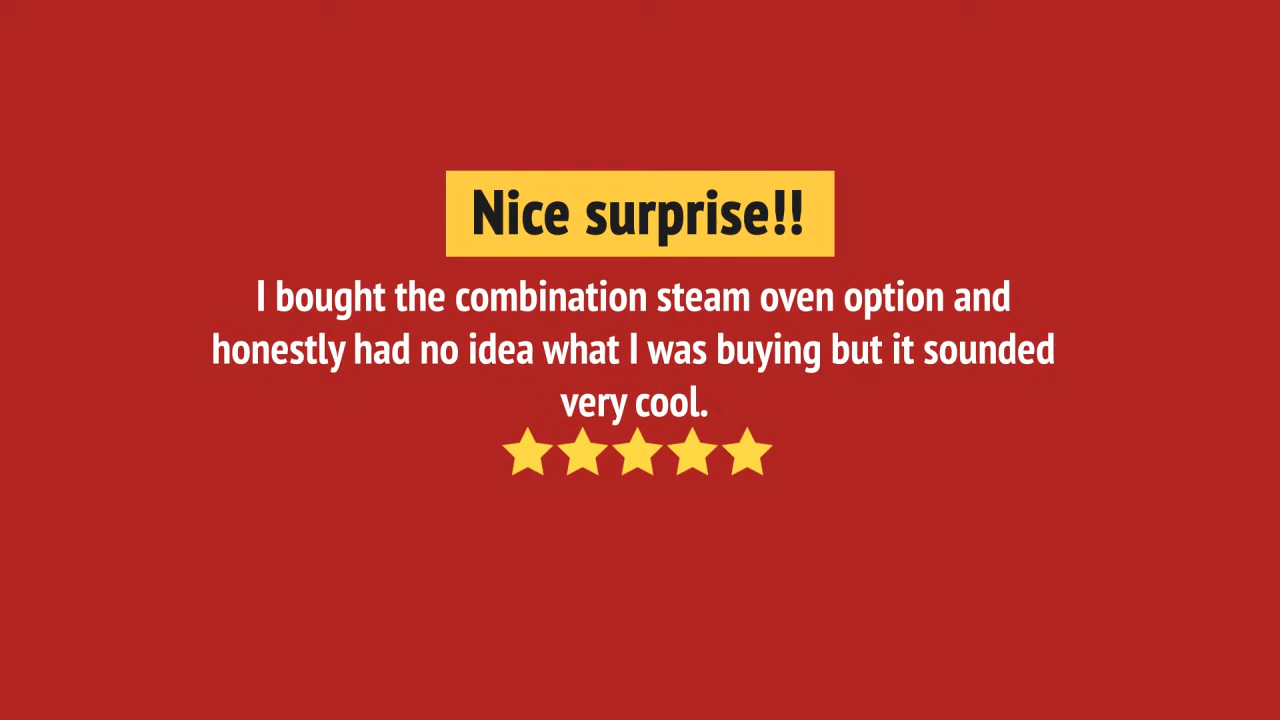 Nice surprise!!
I bought the combination steam oven option and
honestly had no idea what I was buying but it sounded
very cool.